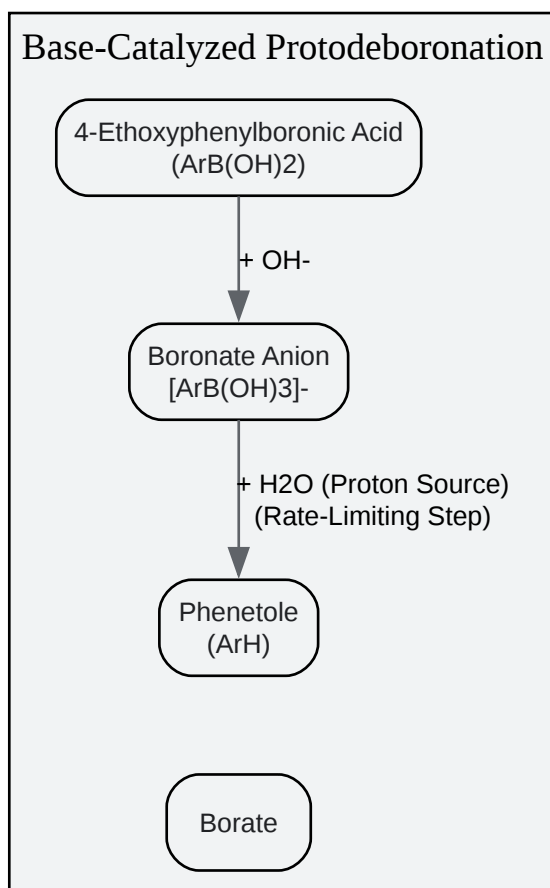 Base-Catalyzed Protodeboronation
4-Ethoxyphenylboronic Acid
(ArB(OH)2)
+ OH-
Boronate Anion
[ArB(OH)3]-
+ H2O (Proton Source)
(Rate-Limiting Step)
Phenetole
(ArH)
Borate